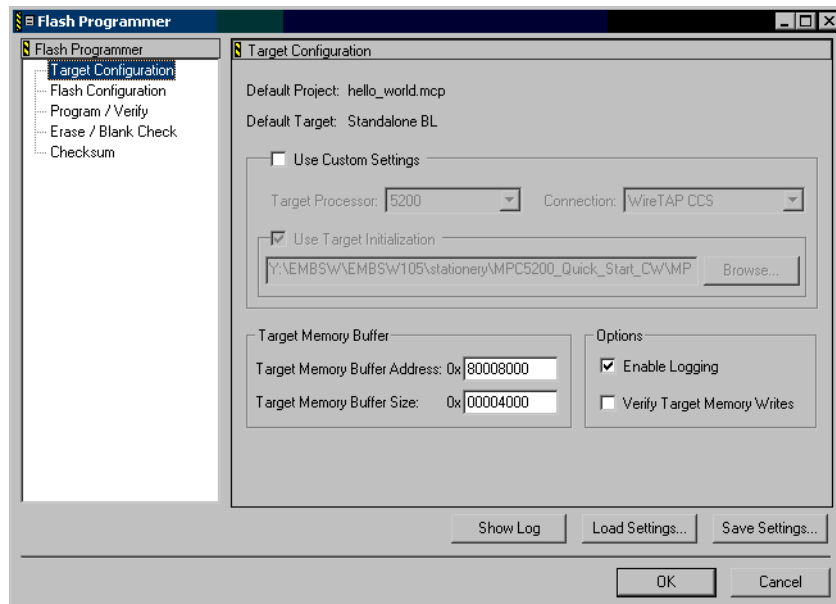 Flash Programmer
Flash Programmer
Target Configuration
Flash Configuration
Program / Verify
Erase / Blank Check
Checksum
Target Configuration
Default Project: hello_world.mcp
Default Target: Standalone BL
Use Custom Settings
Target Processor: 5200 Connection: WireTAP CCS
Use Target Initialization
Y:\EMBSW\EMBSW105\stationery\MPC5200_Quick_Start_CW\MP Browse...
Target Memory Buffer
Target Memory Buffer Address: 0x 80008000
Target Memory Buffer Size: 0x 00004000
Options
Enable Logging
Verify Target Memory Writes
Show Log Load Settings... Save Settings...
OK Cancel